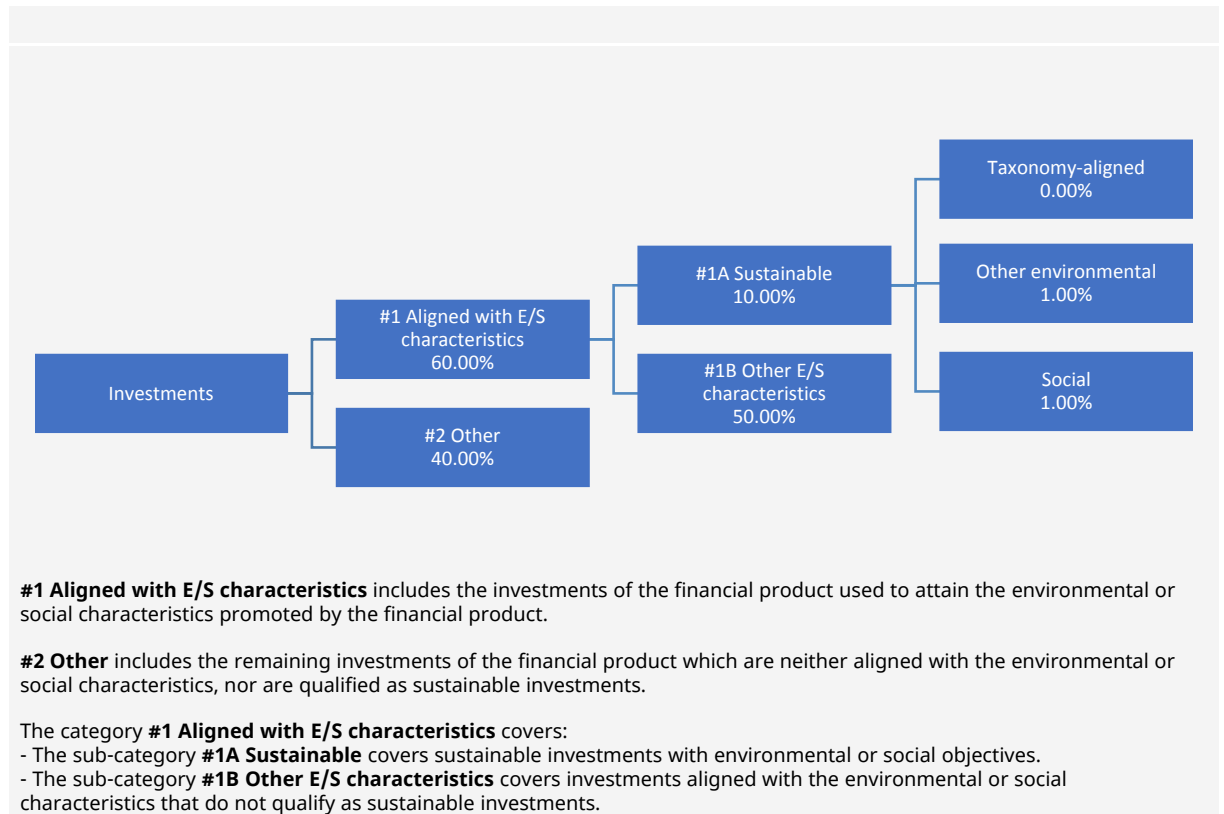 Taxonomy-aligned
0.00%
#1A Sustainable
10.00%
Other environmental
1.00%
#1 Aligned with E/S
characteristics
60.00%
Investments
#1B Other E/S
characteristics
50.00%
Social
1.00%
#2 Other
40.00%
#1 Aligned with E/S characteristics includes the investments of the financial product used to attain the environmental or
social characteristics promoted by the financial product.
#2 Other includes the remaining investments of the financial product which are neither aligned with the environmental or
social characteristics, nor are qualified as sustainable investments.
The category #1 Aligned with E/S characteristics covers:
- The sub-category #1A Sustainable covers sustainable investments with environmental or social objectives.
- The sub-category #1B Other E/S characteristics covers investments aligned with the environmental or social
characteristics that do not qualify as sustainable investments.